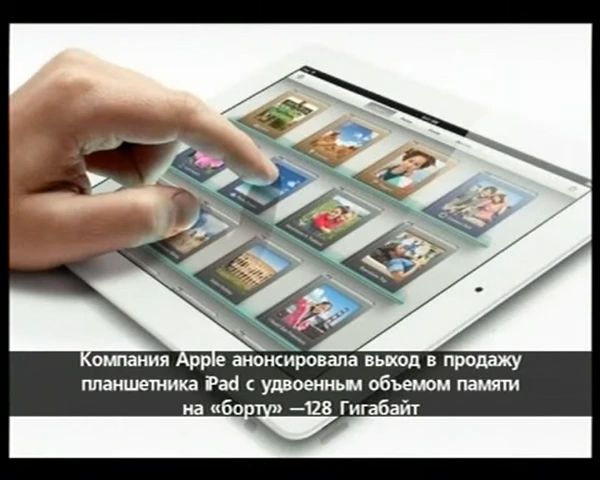 Компания Apple анонсировала выход в продажу
планшетника iPad с удвоенным объемом памяти
на «борту» —128 Гигабайт